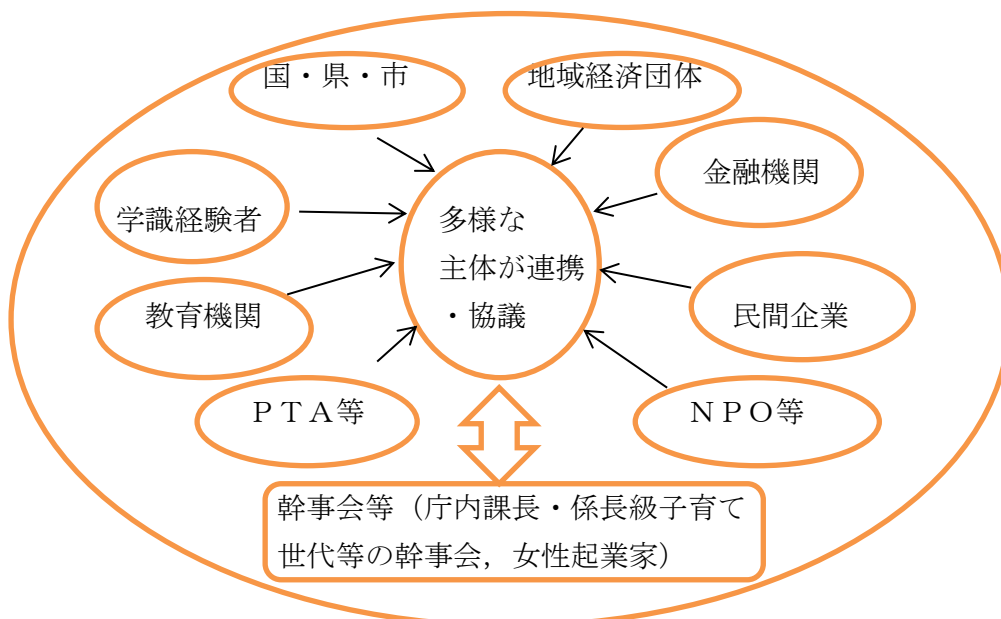 国・県・市
地域経済団体
金融機関
学識経験者
多様な
主体が連携
・協議
教育機関
民間企業
ＰＴＡ等
ＮＰＯ等
幹事会等（庁内課長・係長級子育て
世代等の幹事会，女性起業家）